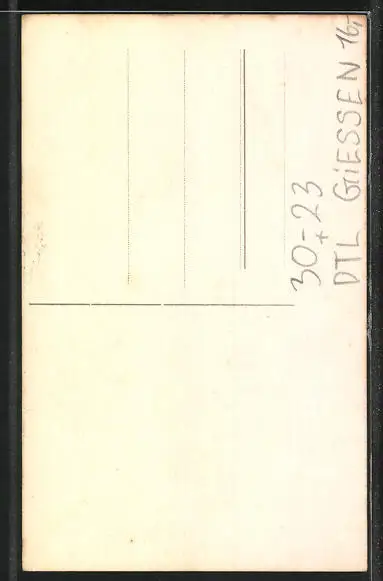 30-23
+
DTL GiESSEN 16,-